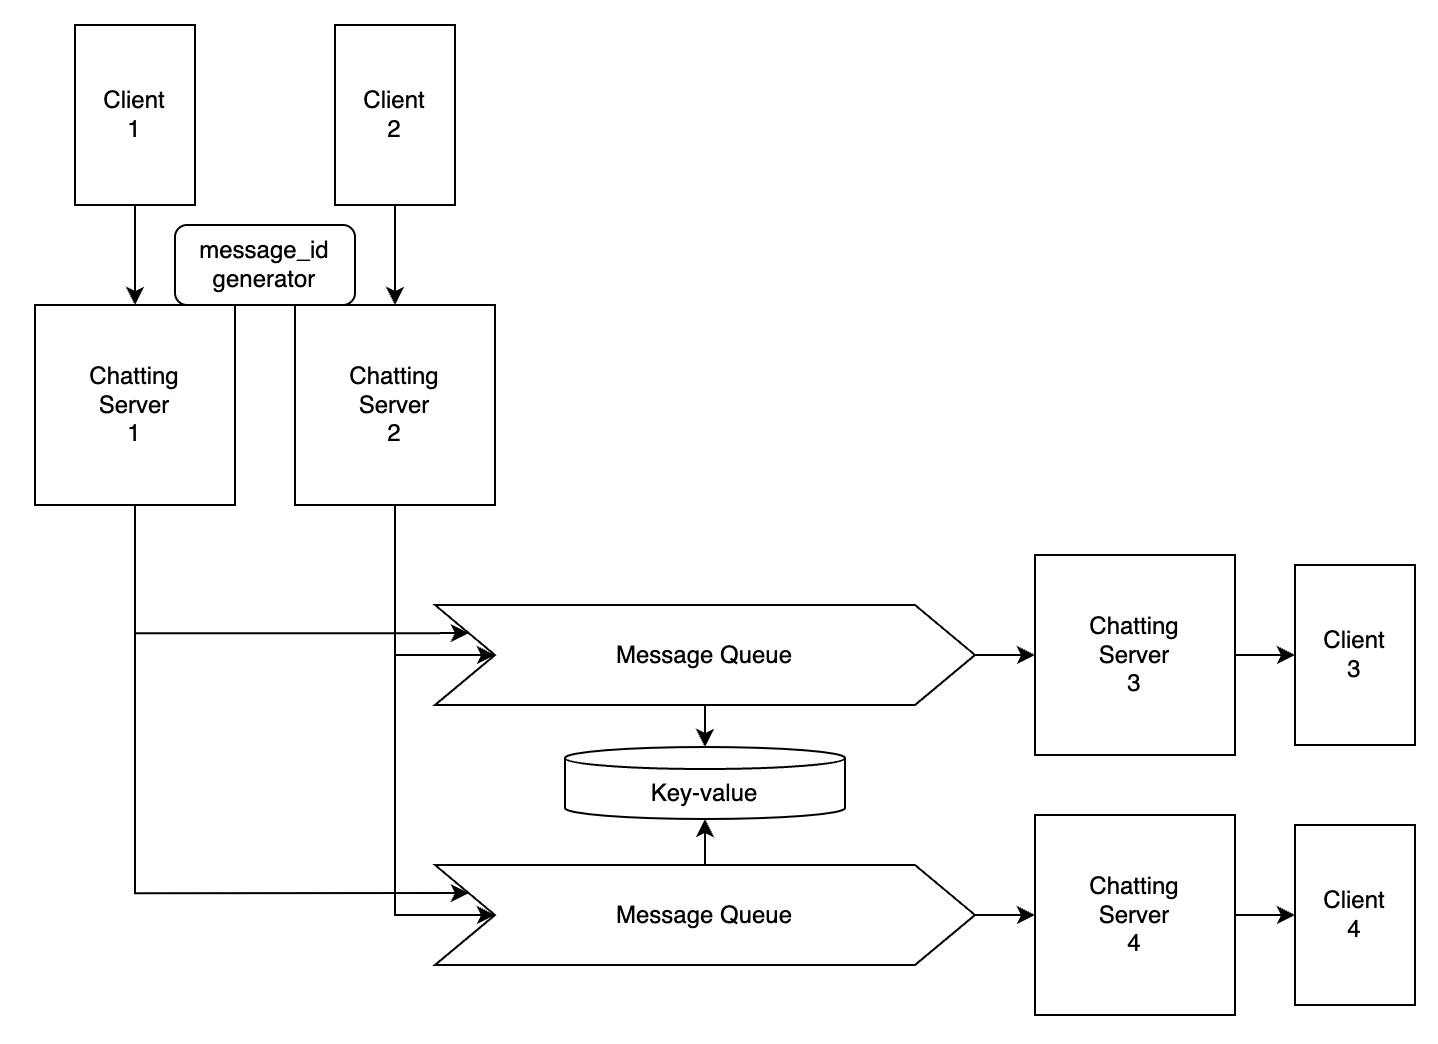 Client
1
Client
2
message_id
generator
Chatting
Server
1
Chatting
Server
2
Message Queue
Chatting
Server
3
Client
3
Key-value
Message Queue
Chatting
Server
4
Client
4